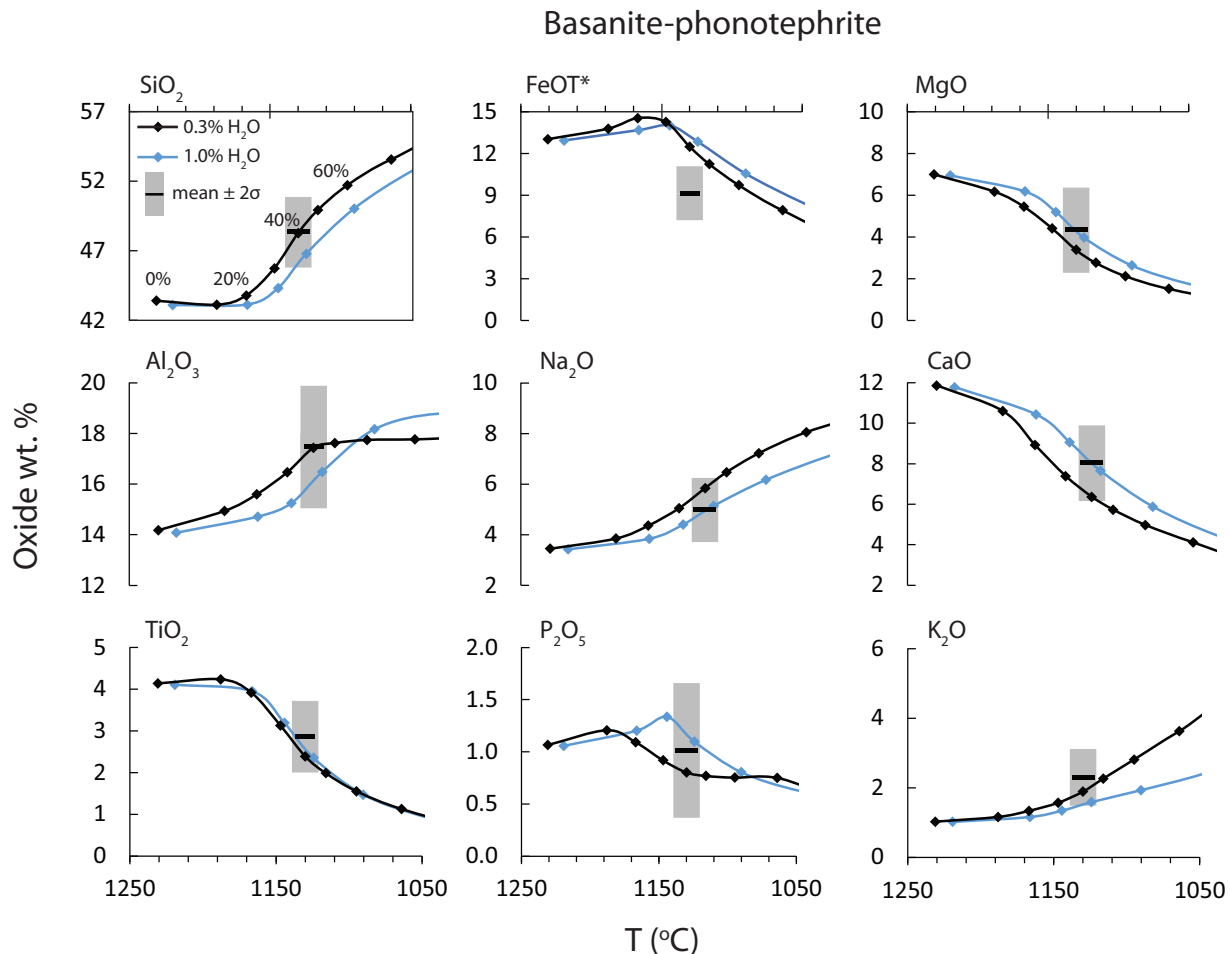 Basanite-phonotephrite
SiO₂
FeOT*
MgO
57
52
47
42
0.3% H₂O
1.0% H₂O
mean ± 2σ
0%
20%
40%
60%
15
12
9
6
3
0
10
8
6
4
2
0
Al₂O₃
Na₂O
CaO
20
18
16
14
12
10
8
6
4
2
12
10
8
6
4
2
0
Oxide wt. %
TiO₂
P₂O₅
K₂O
5
4
3
2
1
0
2.0
1.5
1.0
0.5
0.0
6
4
2
0
1250 1150 1050
1250 1150 1050
1250 1150 1050
T (°C)